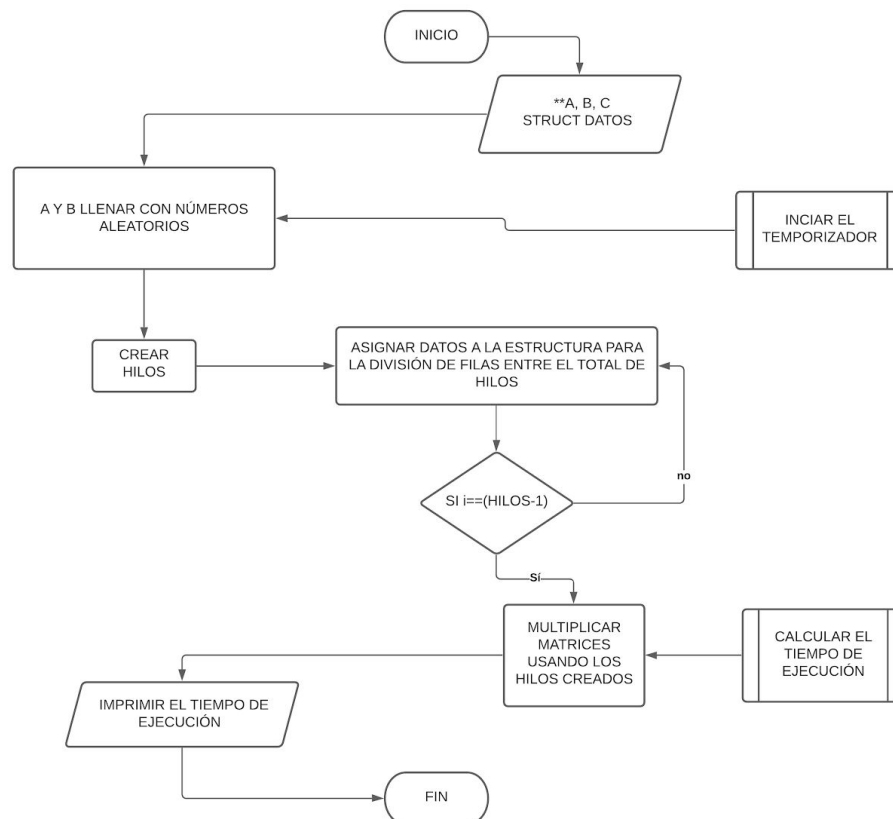 INICIO
**A, B, C
STRUCT DATOS
A Y B LLENAR CON NÚMEROS
ALEATORIOS
INCIAR EL
TEMPORIZADOR
CREAR
HILOS
ASIGNAR DATOS A LA ESTRUCTURA PARA
LA DIVISIÓN DE FILAS ENTRE EL TOTAL DE
HILOS
no
SI i==(HILOS-1)
Sí
MULTIPLICAR
MATRICES
USANDO LOS
HILOS CREADOS
CALCULAR EL
TIEMPO DE
EJECUCIÓN
IMPRIMIR EL TIEMPO DE
EJECUCIÓN
FIN